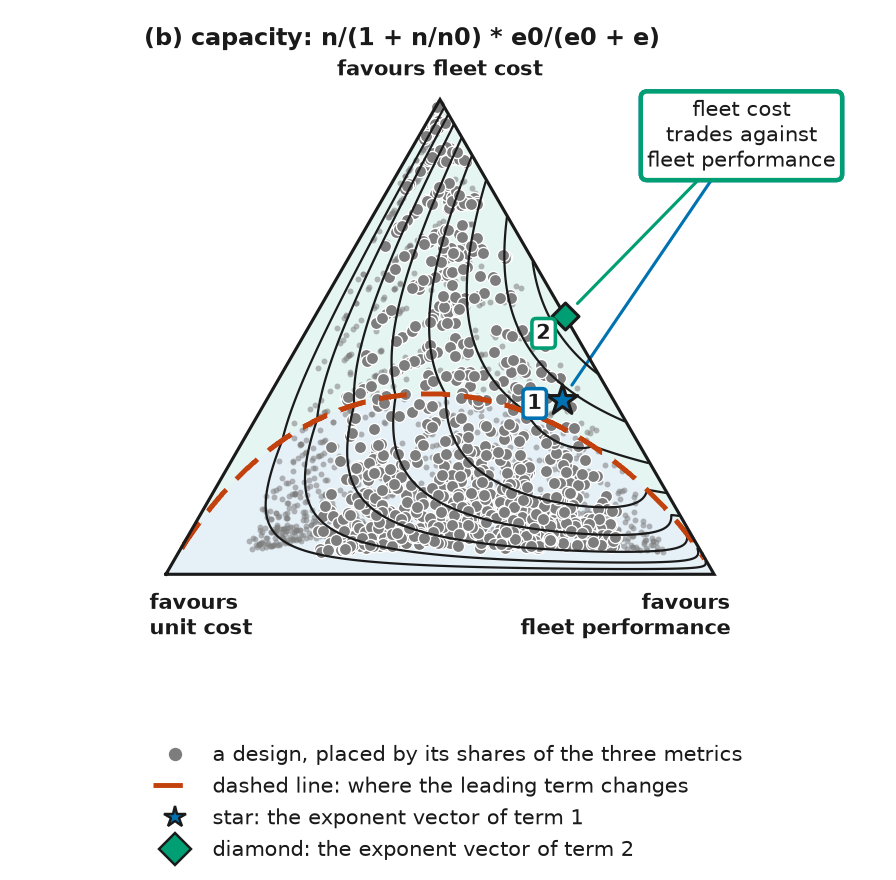 (b) capacity: n/(1 + n/n0) * e0/(e0 + e)
favours fleet cost
fleet cost
trades against
fleet performance
2
1
favours
unit cost
favours
fleet performance
a design, placed by its shares of the three metrics
dashed line: where the leading term changes
star: the exponent vector of term 1
diamond: the exponent vector of term 2